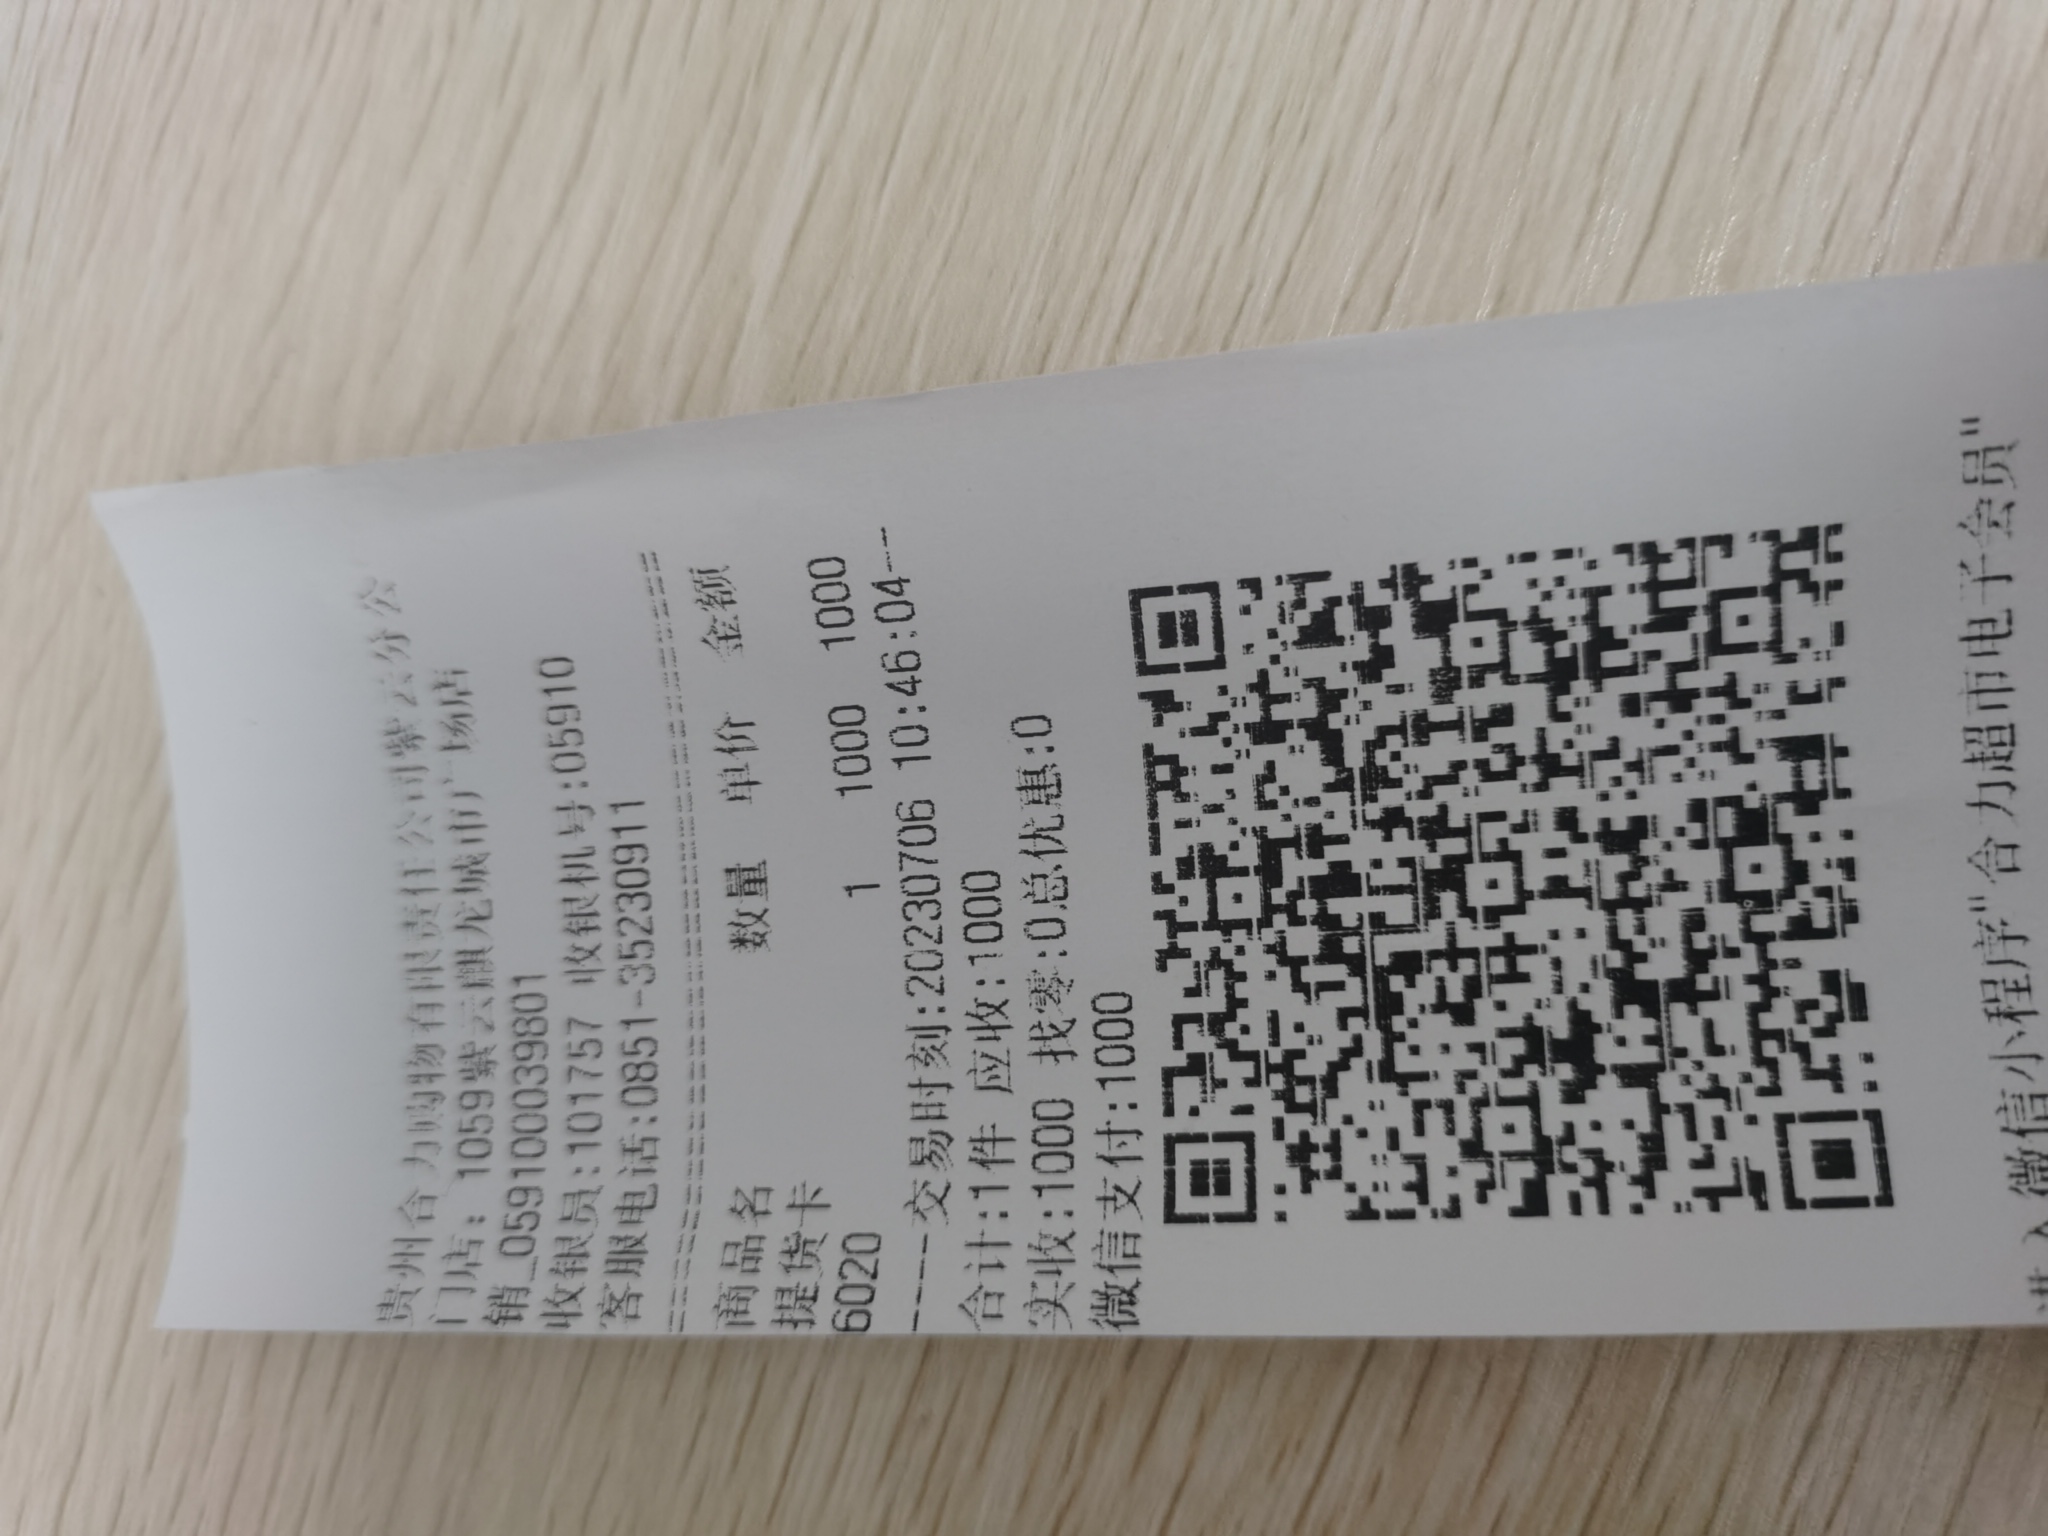 贵州合力购物有限责任公司紫云分公
门店: 1059紫云麒龙城市广场店
销_059100039801
收银员:101757 收银机号:05910
客服电话:0851-35230911
商品名 数量 单价 金额
提货卡
6020 1 1000 1000
----交易时刻:20230706 10:46:04---
合计:1件 应收:1000
实收:1000 找零:0总优惠:0
微信支付:1000
进入微信小程序"合力超市电子会员"